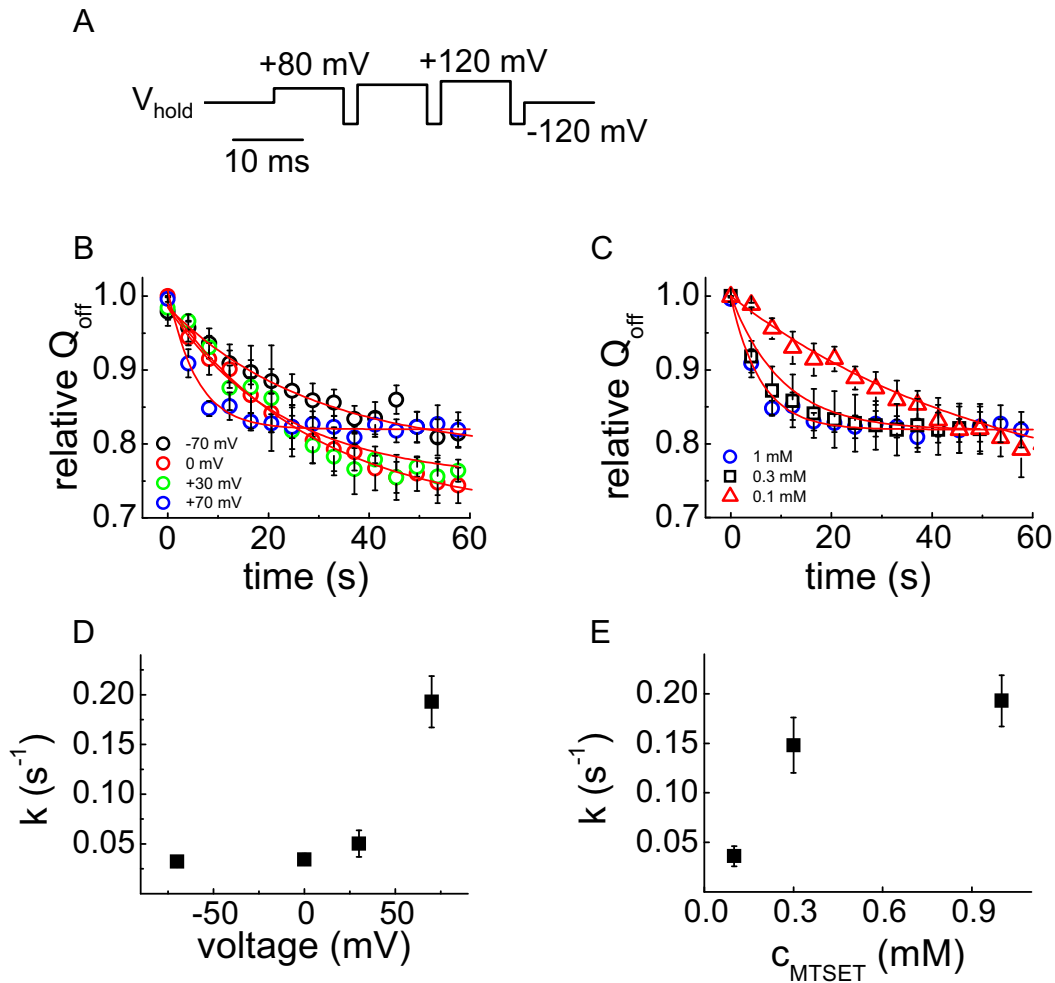 A
+80 mV
+120 mV
V_hold
-120 mV
10 ms
B
C
relative Q_off
1.0
0.9
0.8
0.7
-70 mV
0 mV
+30 mV
+70 mV
0
20
40
60
time (s)
relative Q_off
1.0
0.9
0.8
0.7
1 mM
0.3 mM
0.1 mM
0
20
40
60
time (s)
D
E
k (s^-1)
0.20
0.15
0.10
0.05
-50
0
50
voltage (mV)
k (s^-1)
0.20
0.15
0.10
0.05
0.0
0.3
0.6
0.9
c_MTSET (mM)